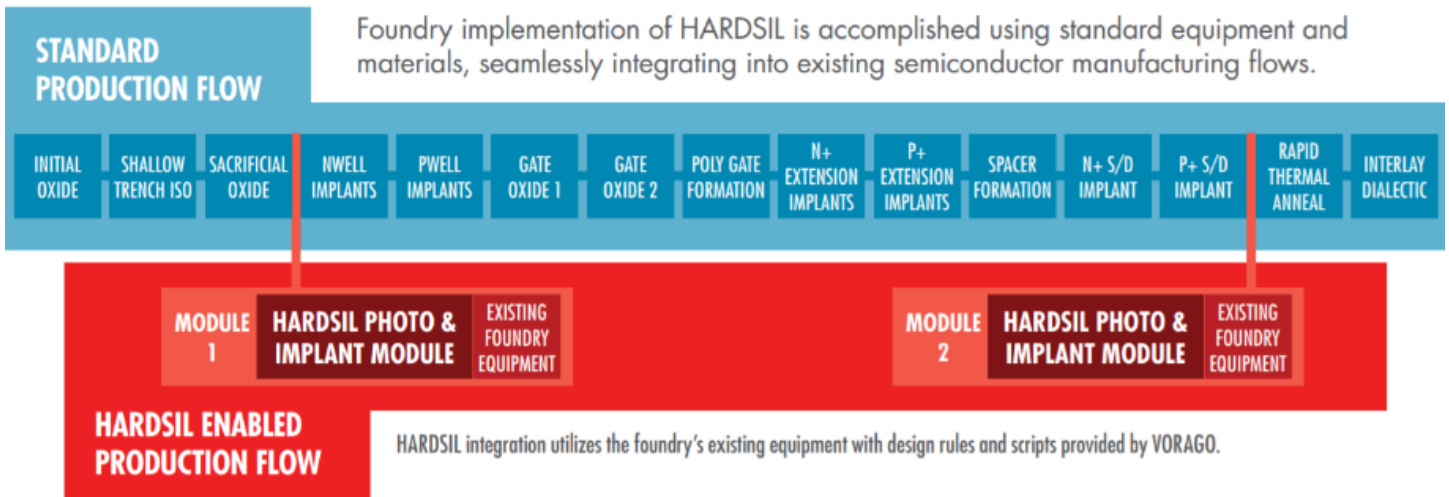 STANDARD
PRODUCTION FLOW
Foundry implementation of HARDSIL is accomplished using standard equipment and
materials, seamlessly integrating into existing semiconductor manufacturing flows.
INITIAL
OXIDE
SHALLOW
TRENCH ISO
SACRIFICIAL
OXIDE
NWELL
IMPLANTS
PWELL
IMPLANTS
GATE
OXIDE 1
GATE
OXIDE 2
POLY GATE
FORMATION
N+
EXTENSION
IMPLANTS
P+
EXTENSION
IMPLANTS
SPACER
FORMATION
N+ S/D
IMPLANT
P+ S/D
IMPLANT
RAPID
THERMAL
ANNEAL
INTERLAY
DIALECTIC
MODULE
1
HARDSIL PHOTO &
IMPLANT MODULE
EXISTING
FOUNDRY
EQUIPMENT
MODULE
2
HARDSIL PHOTO &
IMPLANT MODULE
EXISTING
FOUNDRY
EQUIPMENT
HARDSIL ENABLED
PRODUCTION FLOW
HARDSIL integration utilizes the foundry's existing equipment with design rules and scripts provided by VORAGO.